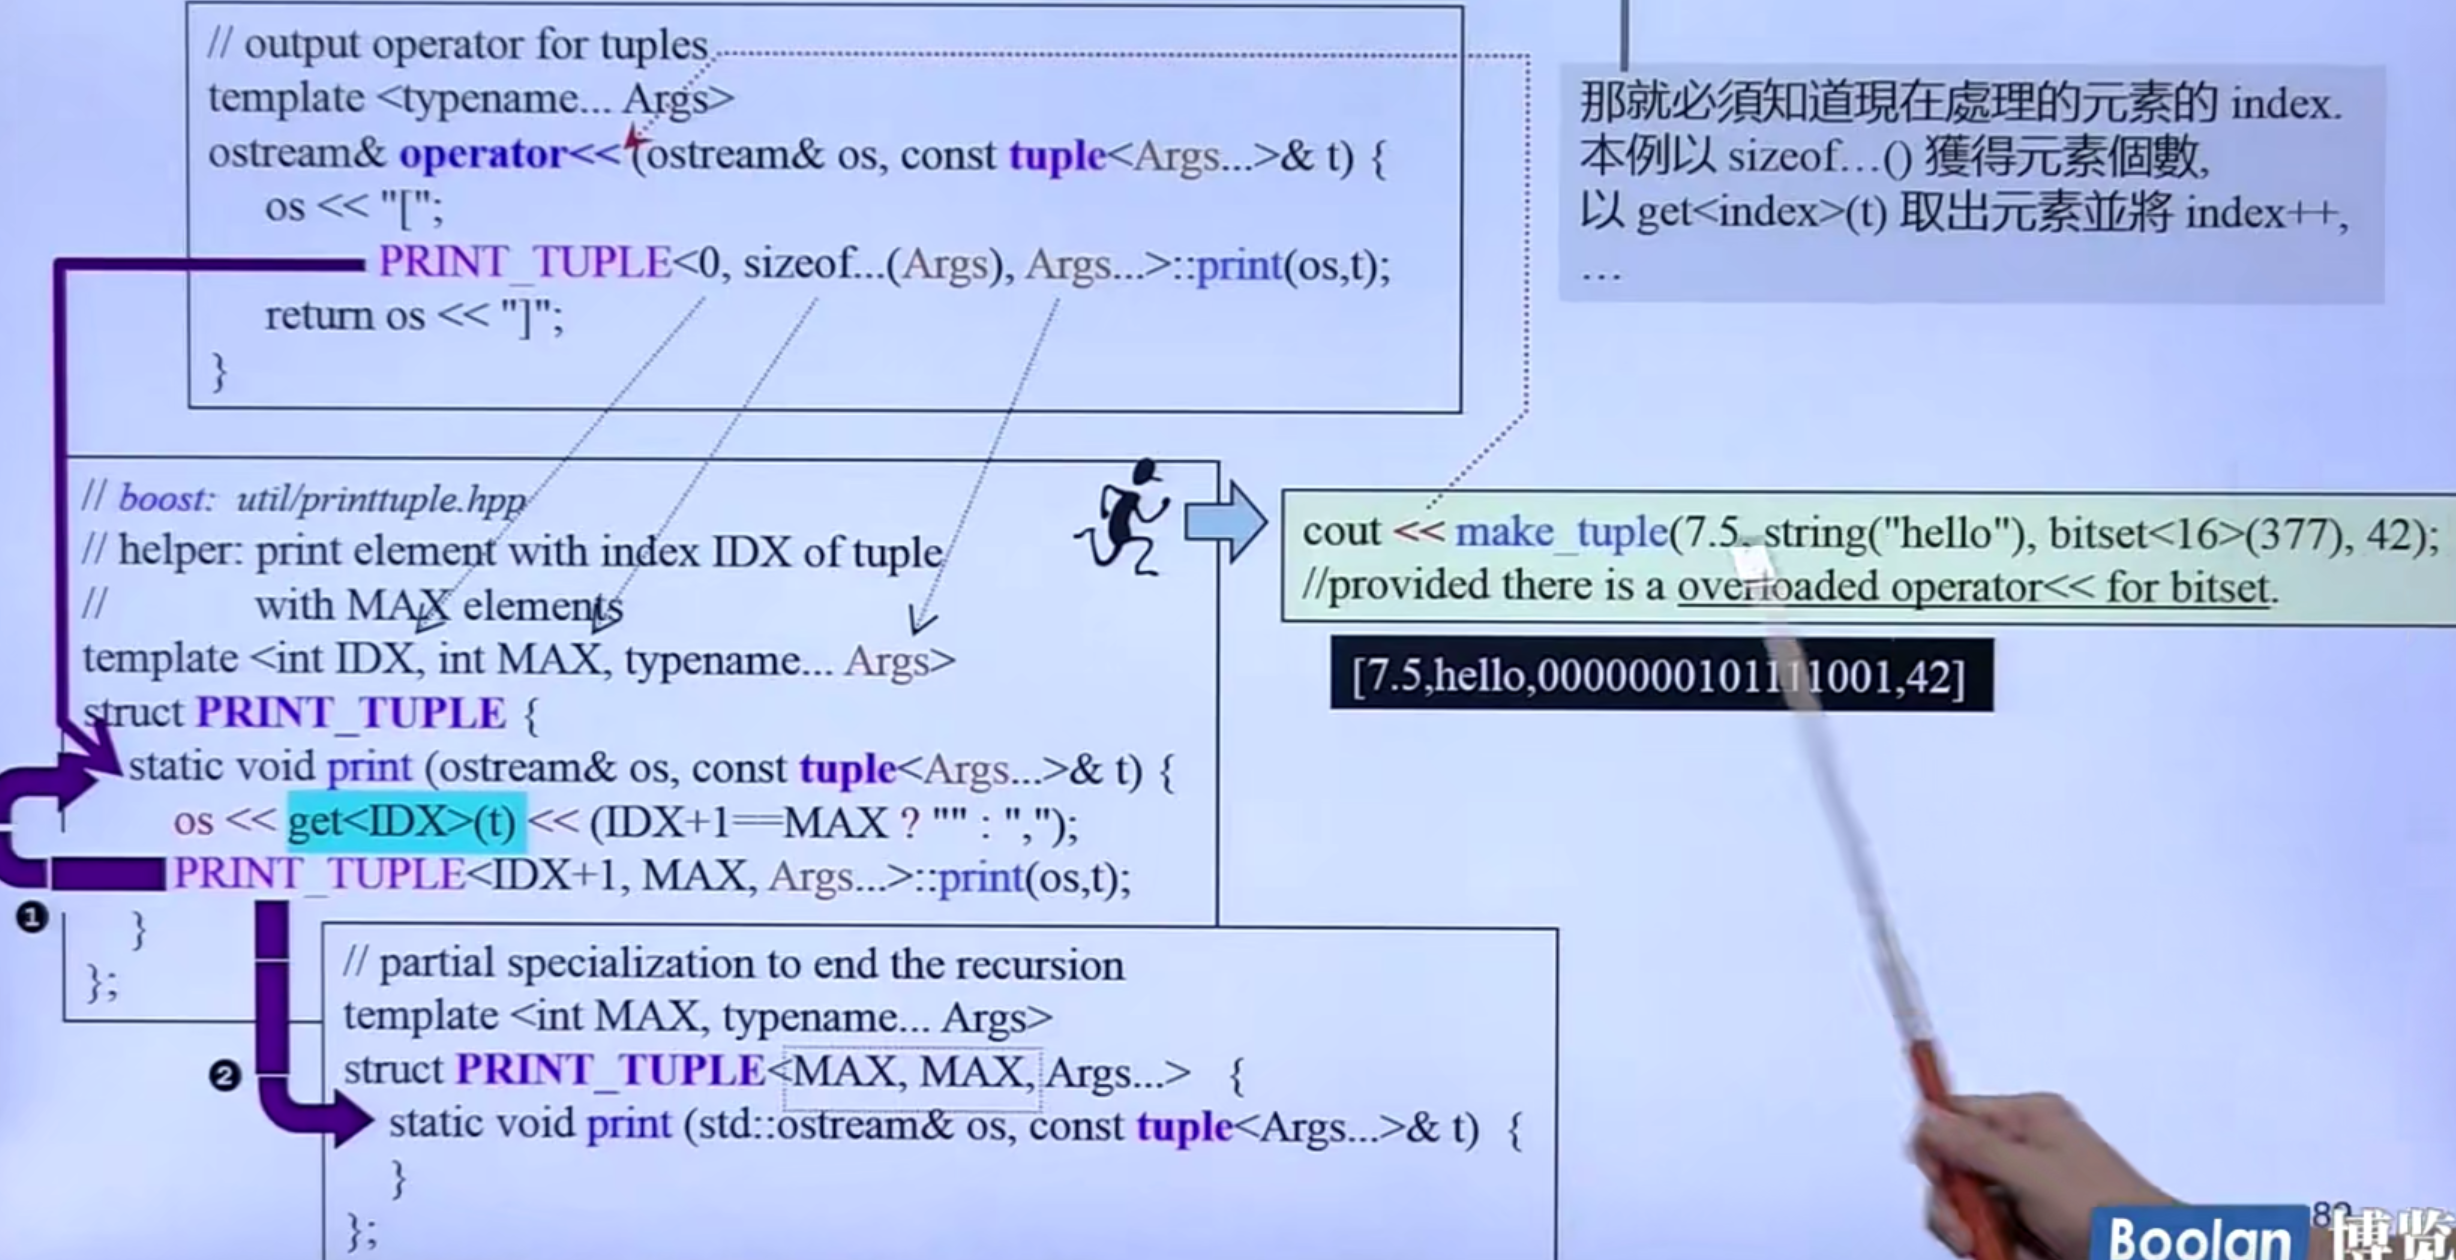 // output operator for tuples
template <typename... Args>
ostream& operator<< (ostream& os, const tuple<Args...>& t) {
os << "[";
PRINT_TUPLE<0, sizeof...(Args), Args...>::print(os,t);
return os << "]";
}
那就必須知道現在處理的元素的 index.
本例以 sizeof…() 獲得元素個數,
以 get<index>(t) 取出元素並將 index++,
…
// boost: util/printtuple.hpp
// helper: print element with index IDX of tuple
// with MAX elements
template <int IDX, int MAX, typename... Args>
struct PRINT_TUPLE {
static void print (ostream& os, const tuple<Args...>& t) {
os << get<IDX>(t) << (IDX+1==MAX ? "" : ",");
PRINT_TUPLE<IDX+1, MAX, Args...>::print(os,t);
}
};
❶
cout << make_tuple(7.5, string("hello"), bitset<16>(377), 42);
//provided there is a overloaded operator<< for bitset.
[7.5,hello,0000000101111001,42]
// partial specialization to end the recursion
template <int MAX, typename... Args>
struct PRINT_TUPLE<MAX, MAX, Args...> {
static void print (std::ostream& os, const tuple<Args...>& t) {
}
};
❷
Boolan 博览